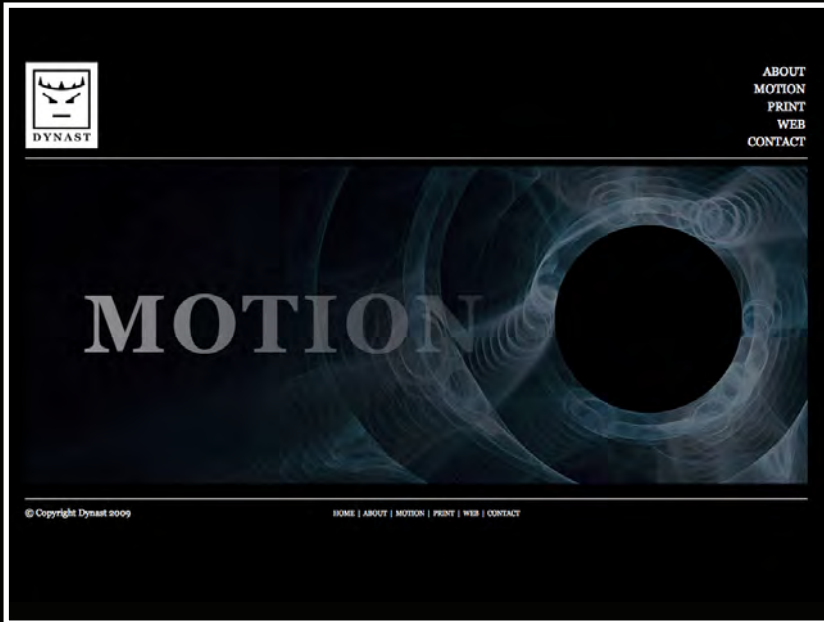 DYNAST
ABOUT
MOTION
PRINT
WEB
CONTACT
MOTION
© Copyright Dynast 2009
HOME | ABOUT | MOTION | PRINT | WEB | CONTACT